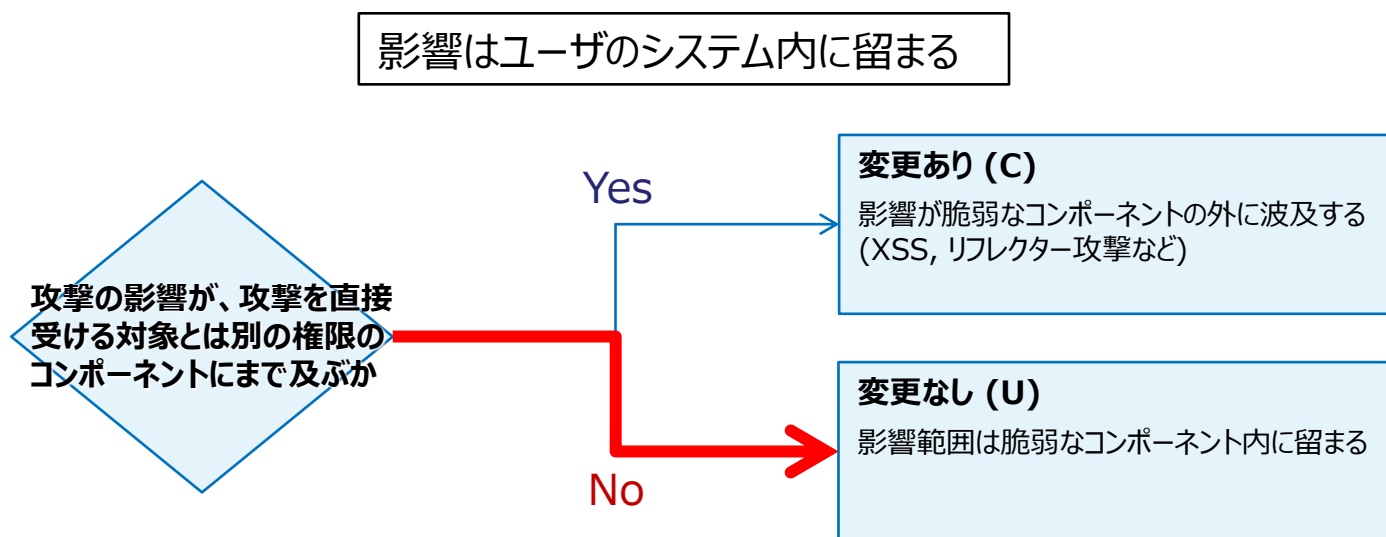 影響はユーザのシステム内に留まる
攻撃の影響が、攻撃を直接
受ける対象とは別の権限の
コンポーネントにまで及ぶか
Yes
変更あり (C)
影響が脆弱なコンポーネントの外に波及する
(XSS, リフレクター攻撃など)
No
変更なし (U)
影響範囲は脆弱なコンポーネント内に留まる